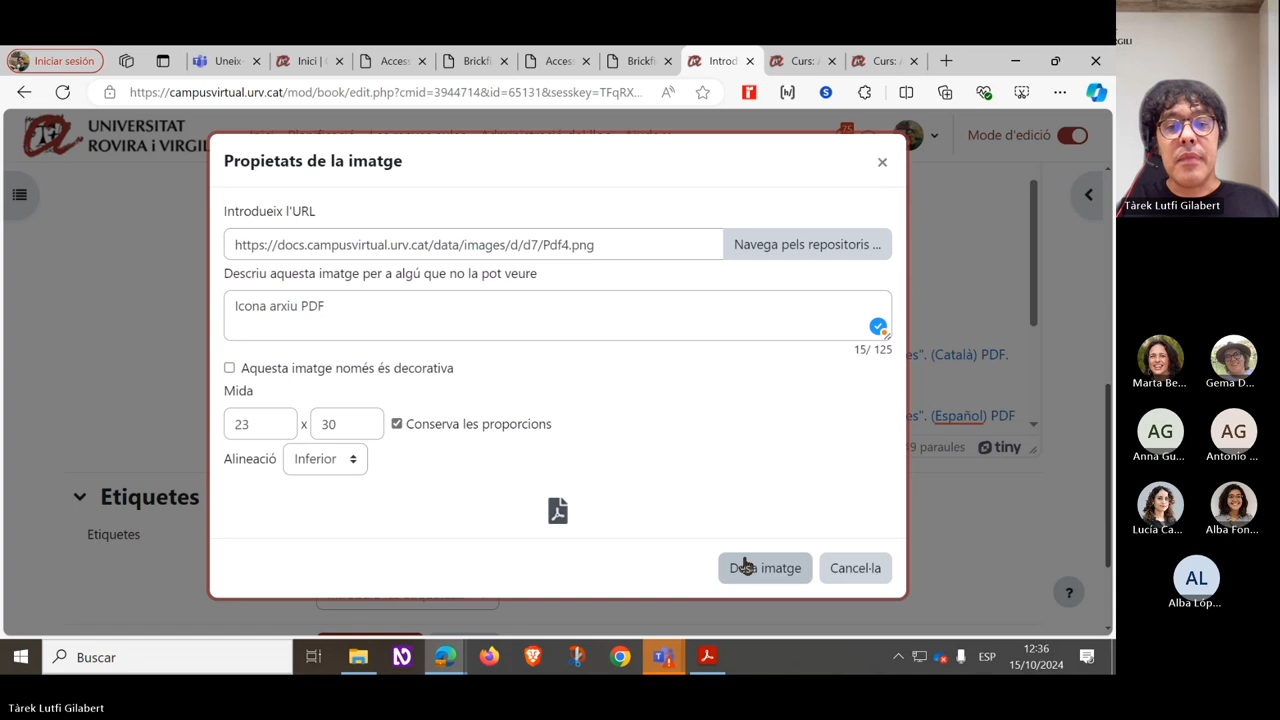 Iniciar sesión
Uneix-
Inici |
Acces
Brickf
Acces
Brickf
Introd
Curs: /
Curs: /
https://campusvirtual.urv.cat/mod/book/edit.php?cmid=3944714&id=65131&sesskey=TFqRX...
UNIVERSITAT
ROVIRA i VIRGIL
75
Mode d'edició
Propietats de la imatge
Introdueix l'URL
https://docs.campusvirtual.urv.cat/data/images/d/d7/Pdf4.png
Navega pels repositoris ...
Descriu aquesta imatge per a algú que no la pot veure
Icona arxiu PDF
15/ 125
Aquesta imatge només és decorativa
Mida
23 x 30
Conserva les proporcions
Alineació
Inferior
Desa imatge
Cancel·la
es". (Català) PDF.
es". (Español) PDF
9 paraules
tiny
Etiquetes
Etiquetes
?
Buscar
ESP
12:36
15/10/2024
VIRGILI
Tàrek Lutfi Gilabert
Marta Be...
Gema D...
AG
AG
Anna Gu...
Antonio ...
Lucía Ca...
Alba Fon...
AL
Alba Lóp...
Tàrek Lutfi Gilabert